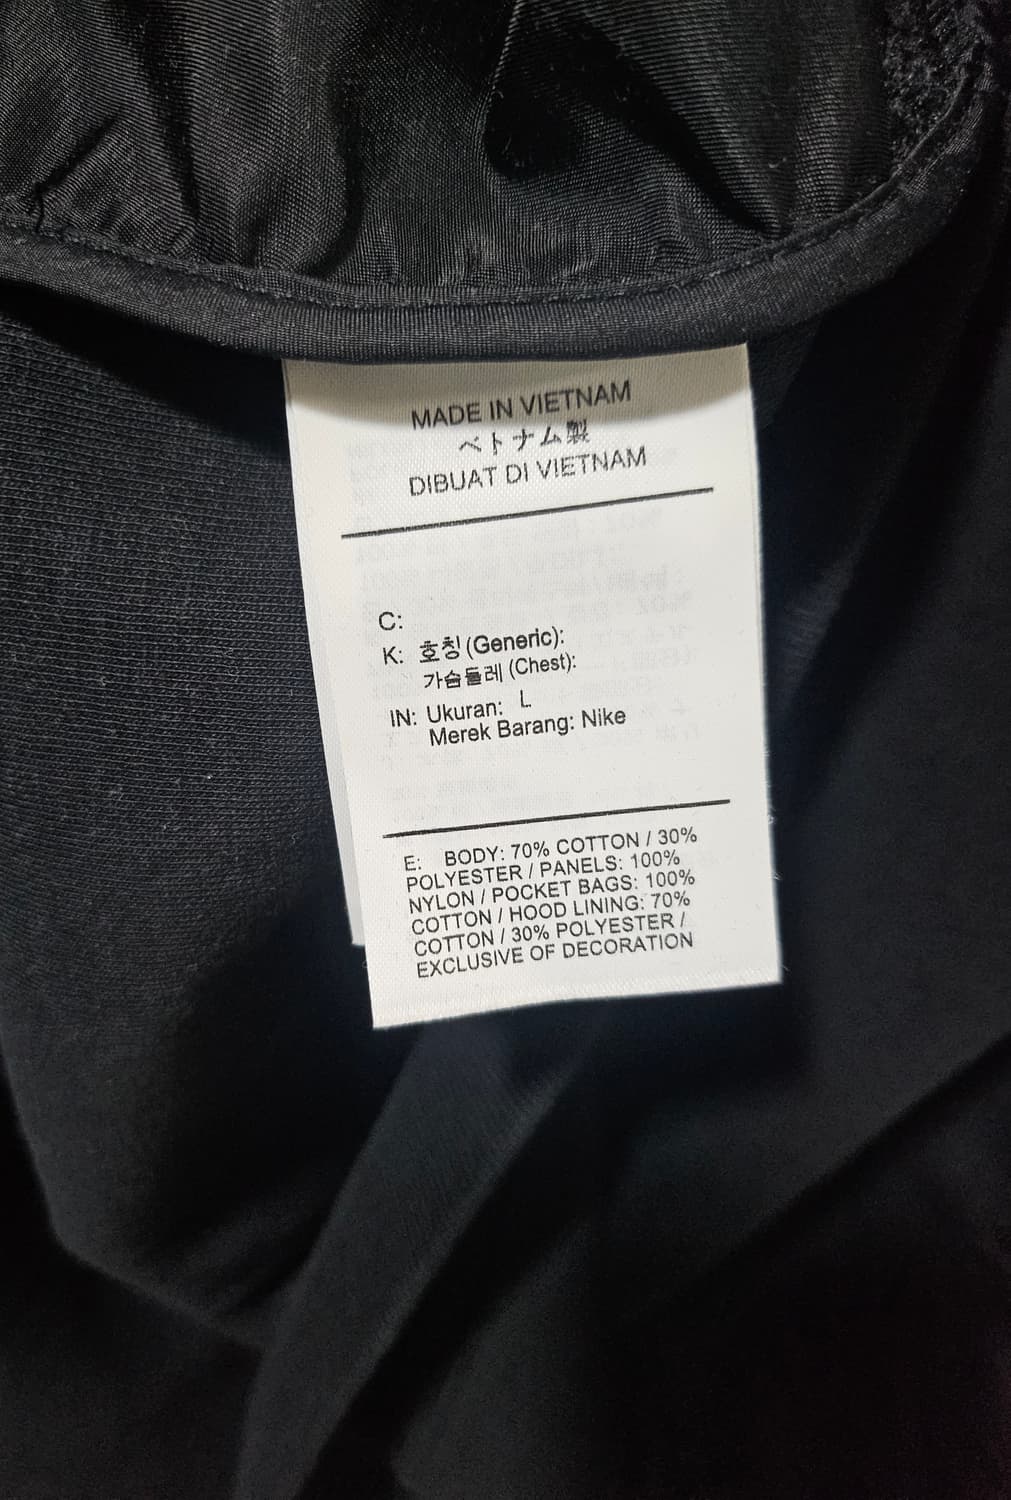 MADE IN VIETNAM
ベトナム製
DIBUAT DI VIETNAM
C:
K: 호칭(Generic):
가슴둘레(Chest):
IN: Ukuran: L
Merek Barang: Nike
E: BODY: 70% COTTON / 30%
POLYESTER / PANELS: 100%
NYLON / POCKET BAGS: 100%
COTTON / HOOD LINING: 70%
COTTON / 30% POLYESTER /
EXCLUSIVE OF DECORATION